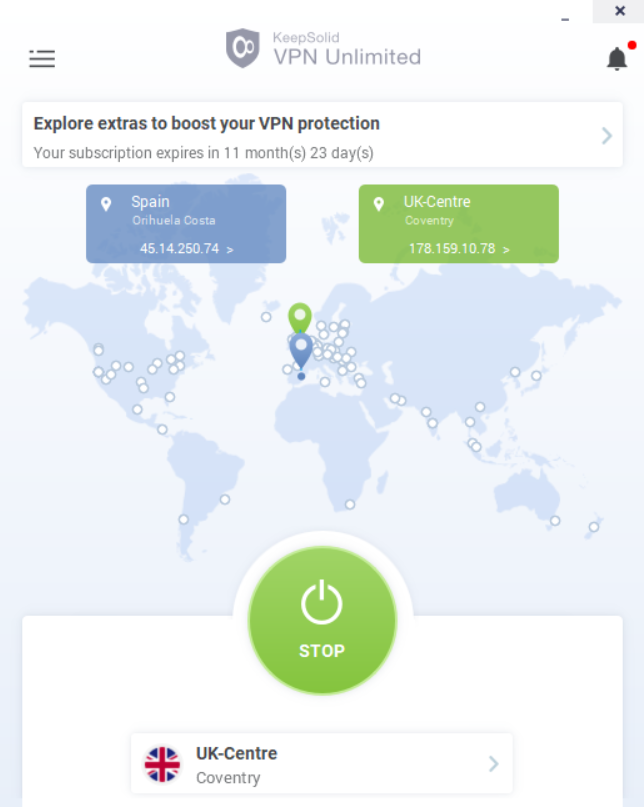 KeepSolid
VPN Unlimited
Explore extras to boost your VPN protection
Your subscription expires in 11 month(s) 23 day(s)
Spain
Orihuela Costa
45.14.250.74 >
UK-Centre
Coventry
178.159.10.78 >
STOP
UK-Centre
Coventry